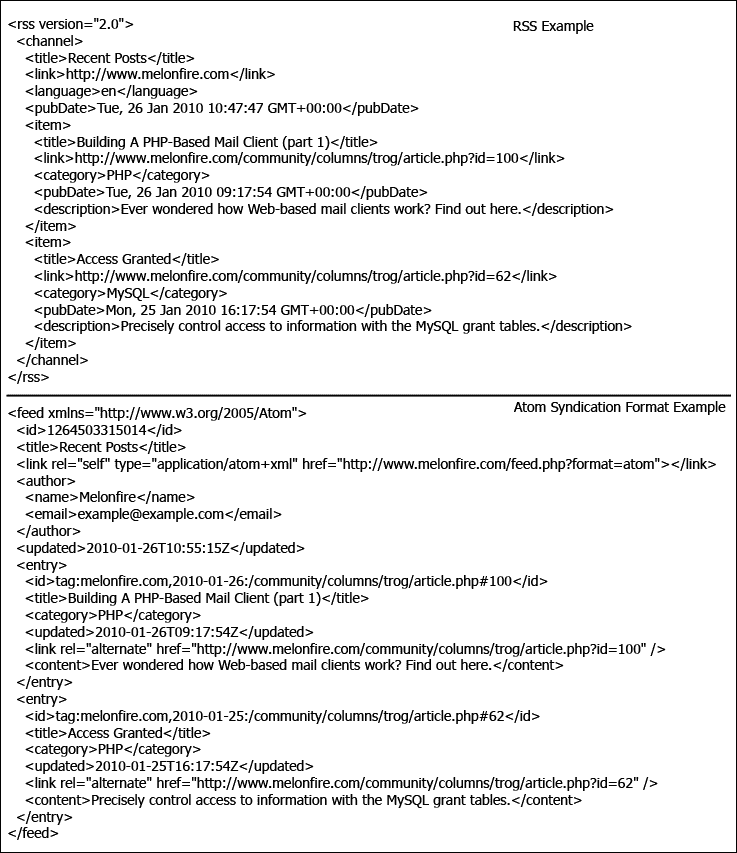 <rss version="2.0">
RSS Example
<channel>
<title>Recent Posts</title>
<link>http://www.melonfire.com</link>
<language>en</language>
<pubDate>Tue, 26 Jan 2010 10:47:47 GMT+00:00</pubDate>
<item>
<title>Building A PHP-Based Mail Client (part 1)</title>
<link>http://www.melonfire.com/community/columns/trog/article.php?id=100</link>
<category>PHP</category>
<pubDate>Tue, 26 Jan 2010 09:17:54 GMT+00:00</pubDate>
<description>Ever wondered how Web-based mail clients work? Find out here.</description>
</item>
<item>
<title>Access Granted</title>
<link>http://www.melonfire.com/community/columns/trog/article.php?id=62</link>
<category>MySQL</category>
<pubDate>Mon, 25 Jan 2010 16:17:54 GMT+00:00</pubDate>
<description>Precisely control access to information with the MySQL grant tables.</description>
</item>
</channel>
</rss>
Atom Syndication Format Example
<feed xmlns="http://www.w3.org/2005/Atom">
<id>1264503315014</id>
<title>Recent Posts</title>
<link rel="self" type="application/atom+xml" href="http://www.melonfire.com/feed.php?format=atom"></link>
<author>
<name>Melonfire</name>
<email>example@example.com</email>
</author>
<updated>2010-01-26T10:55:15Z</updated>
<entry>
<id>tag:melonfire.com,2010-01-26:/community/columns/trog/article.php#100</id>
<title>Building A PHP-Based Mail Client (part 1)</title>
<category>PHP</category>
<updated>2010-01-26T09:17:54Z</updated>
<link rel="alternate" href="http://www.melonfire.com/community/columns/trog/article.php?id=100" />
<content>Ever wondered how Web-based mail clients work? Find out here.</content>
</entry>
<entry>
<id>tag:melonfire.com,2010-01-25:/community/columns/trog/article.php#62</id>
<title>Access Granted</title>
<category>PHP</category>
<updated>2010-01-25T16:17:54Z</updated>
<link rel="alternate" href="http://www.melonfire.com/community/columns/trog/article.php?id=62" />
<content>Precisely control access to information with the MySQL grant tables.</content>
</entry>
</feed>